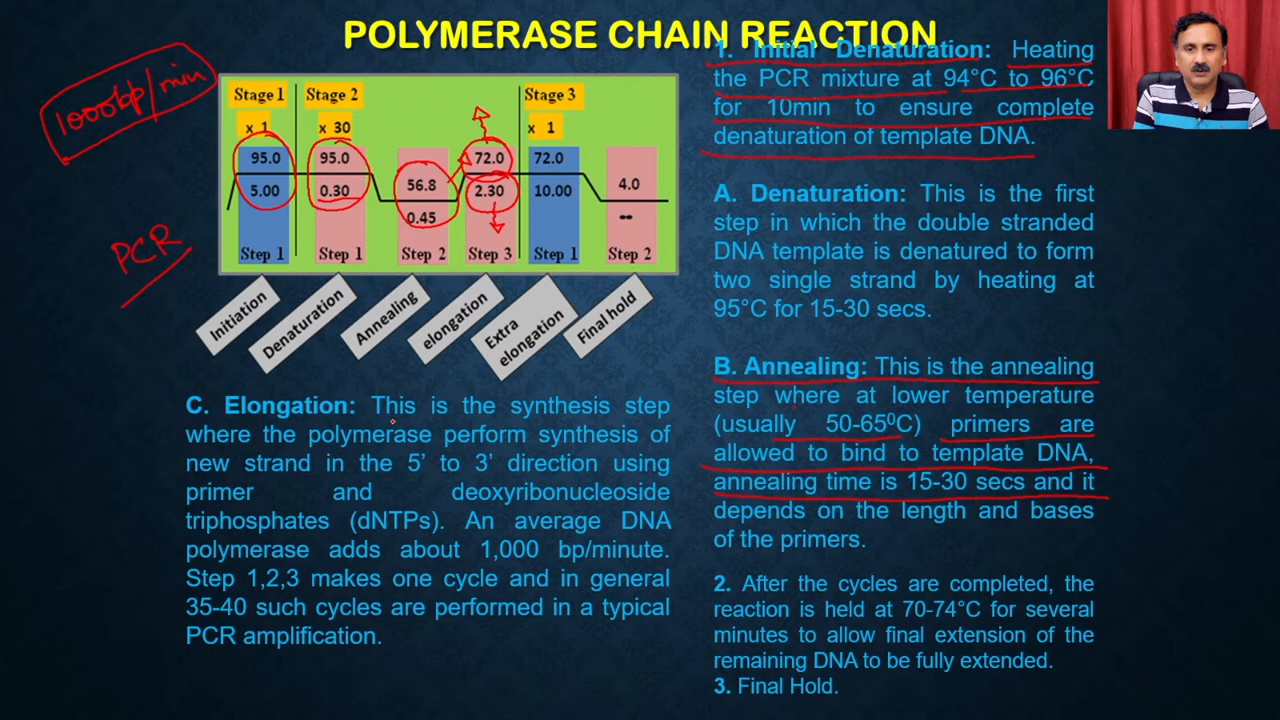 POLYMERASE CHAIN REACTION
1000bp/min
PCR
Stage 1
x 1
95.0
5.00
Step 1
Stage 2
x 30
95.0
0.30
Step 1
56.8
0.45
Step 2
72.0
2.30
Step 3
Stage 3
x 1
72.0
10.00
Step 1
4.0
∞
Step 2
Initiation
Denaturation
Annealing
elongation
Extra
elongation
Final hold
C. Elongation: This is the synthesis step
where the polymerase perform synthesis of
new strand in the 5’ to 3’ direction using
primer and deoxyribonucleoside
triphosphates (dNTPs). An average DNA
polymerase adds about 1,000 bp/minute.
Step 1,2,3 makes one cycle and in general
35-40 such cycles are performed in a typical
PCR amplification.
1. Initial Denaturation: Heating
the PCR mixture at 94°C to 96°C
for 10min to ensure complete
denaturation of template DNA.
A. Denaturation: This is the first
step in which the double stranded
DNA template is denatured to form
two single strand by heating at
95°C for 15-30 secs.
B. Annealing: This is the annealing
step where at lower temperature
(usually 50-65⁰C) primers are
allowed to bind to template DNA,
annealing time is 15-30 secs and it
depends on the length and bases
of the primers.
2. After the cycles are completed, the
reaction is held at 70-74°C for several
minutes to allow final extension of the
remaining DNA to be fully extended.
3. Final Hold.